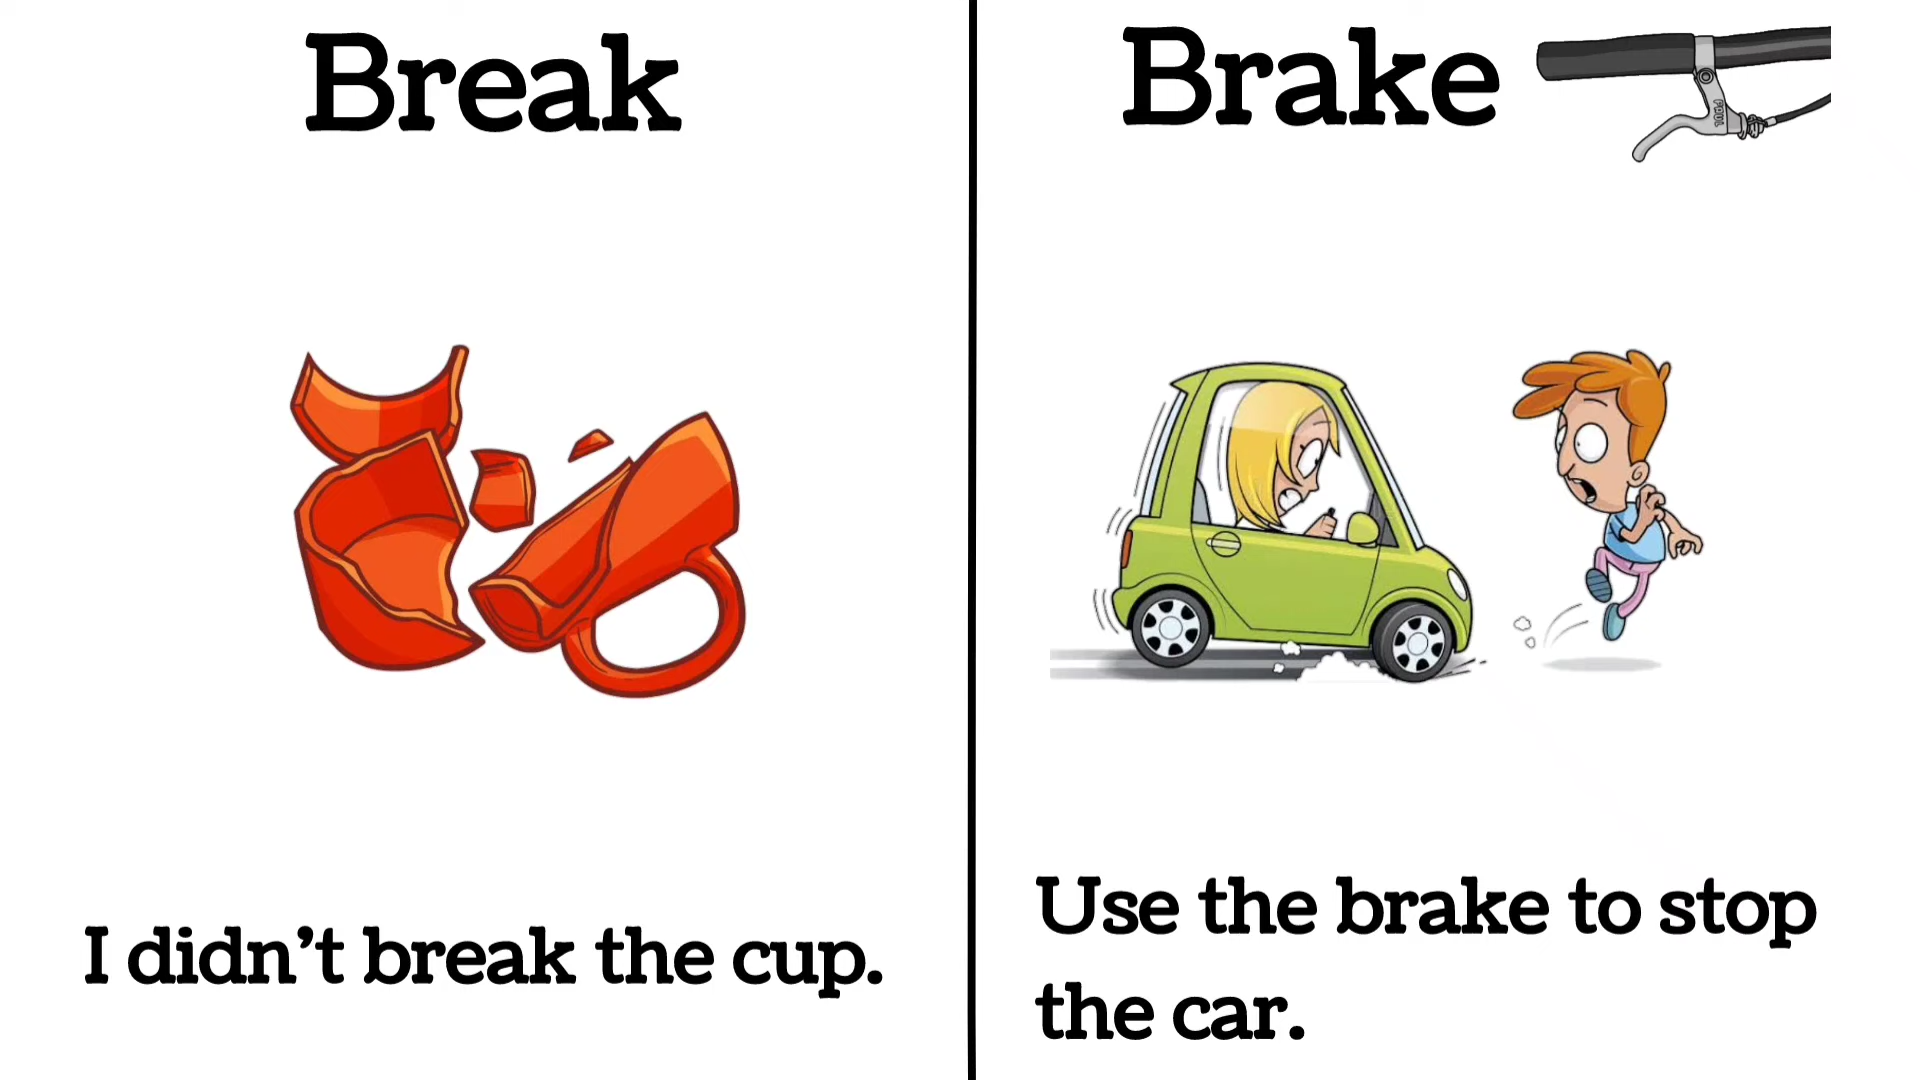 Break
I didn't break the cup.
Brake
Use the brake to stop
the car.